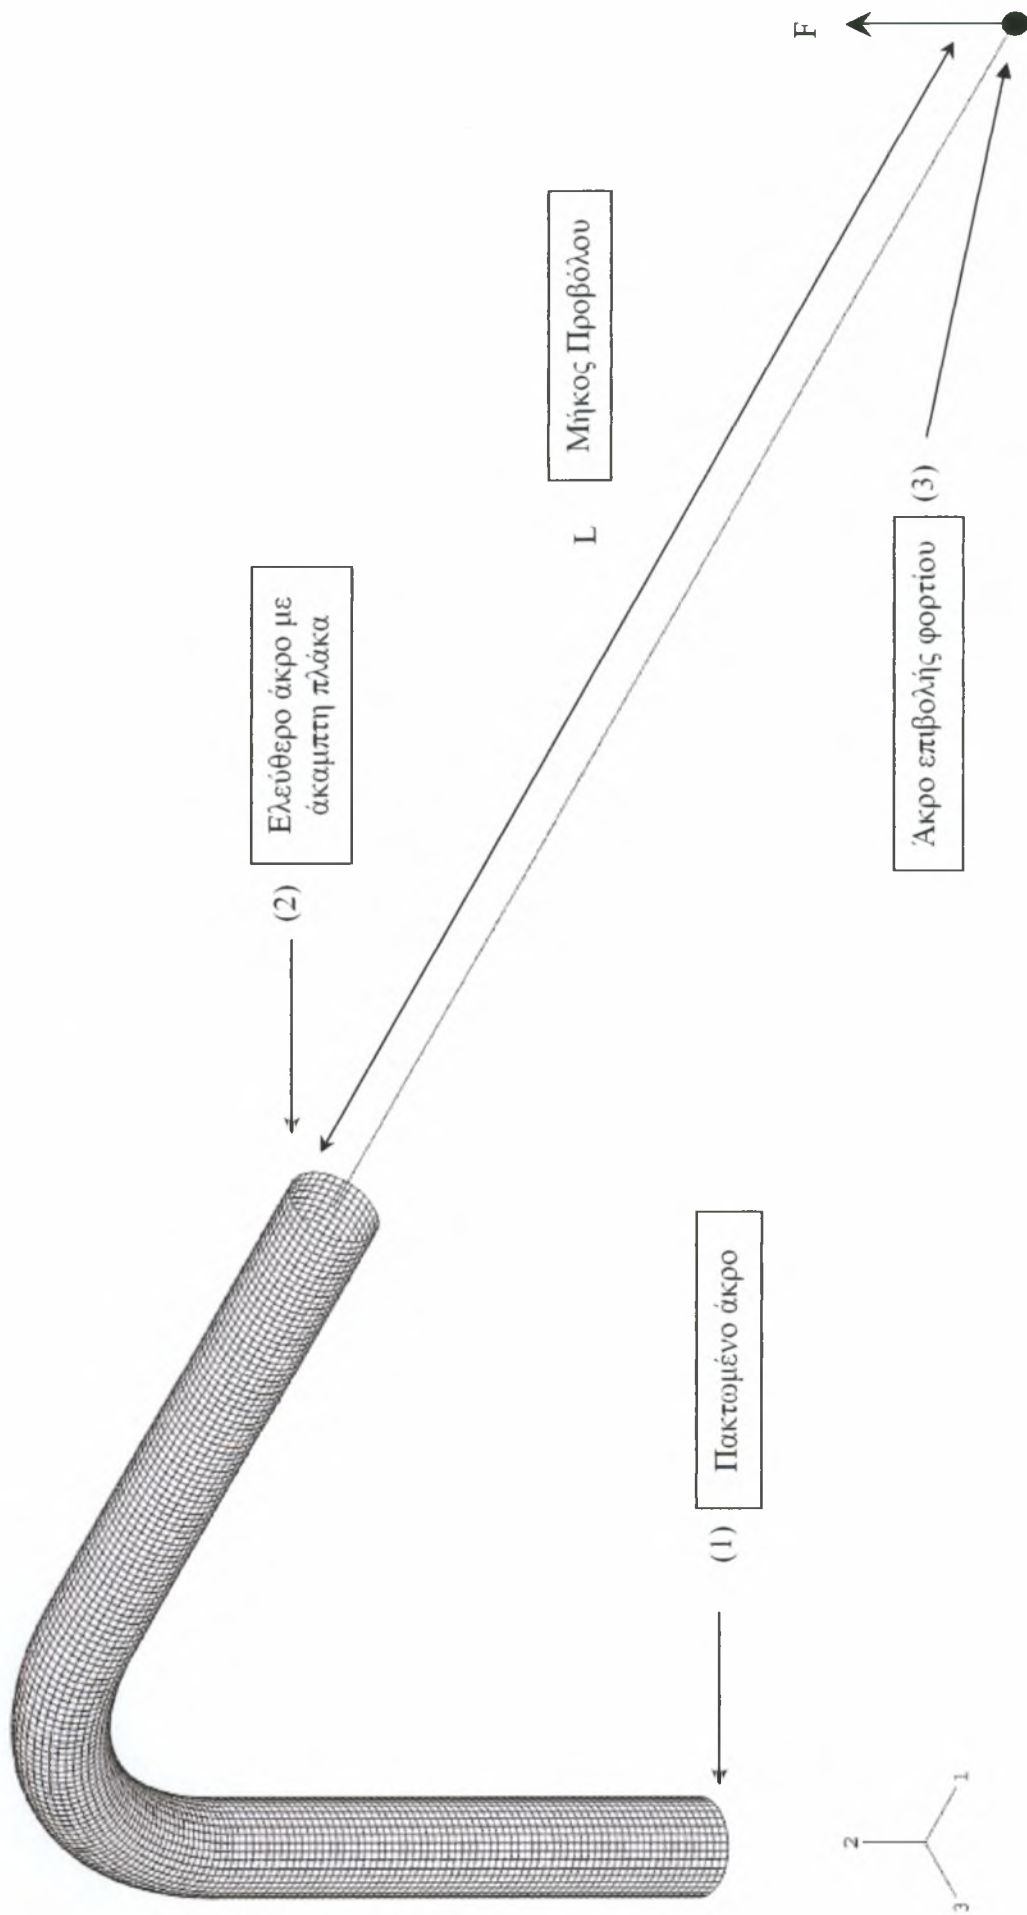 F
Μήκος Προβόλου
L
Ελεύθερο άκρο με
άκαμπτη πλάκα
(2)
Άκρο επιβολής φορτίου
(3)
Πακτωμένο άκρο
(1)
2
3
1